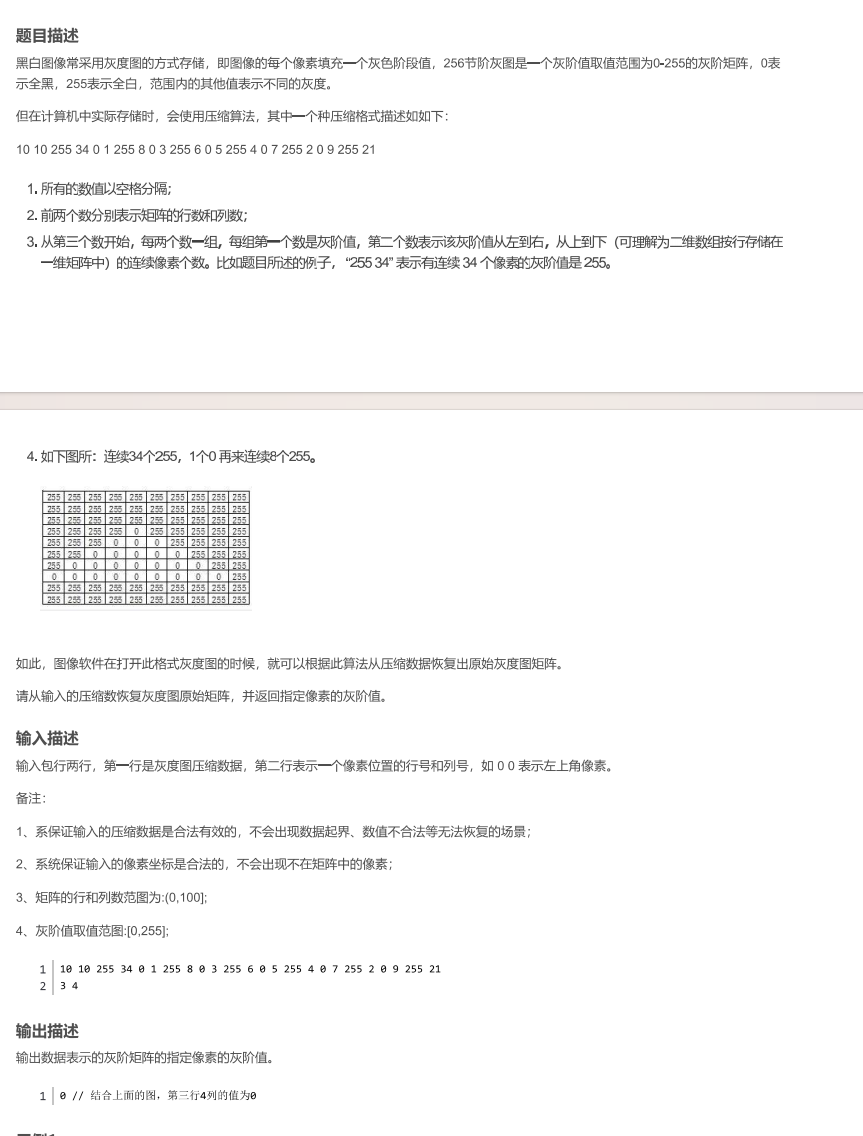 题目描述
黑白图像常采用灰度图的方式存储，即图像的每个像素填充一个灰色阶段值，256节阶灰图是一个灰阶值取值范围为0-255的灰阶矩阵，0表
示全黑，255表示全白，范围内的其他值表示不同的灰度。
但在计算机中实际存储时，会使用压缩算法，其中一个种压缩格式描述如如下：
10 10 255 34 0 1 255 8 0 3 255 6 0 5 255 4 0 7 255 2 0 9 255 21
1. 所有的数值以空格分隔；
2. 前两个数分别表示矩阵的行数和列数；
3. 从第三个数开始，每两个数一组，每组第一个数是灰阶值，第二个数表示该灰阶值从左到右，从上到下（可理解为二维数组按行存储在
一维矩阵中）的连续像素个数。比如题目所述的例子， “255 34” 表示有连续 34 个像素的灰阶值是 255。
4. 如下图所：连续34个255，1个0 再来连续8个255。
255 255 255 255 255 255 255 255 255 255
255 255 255 255 255 255 255 255 255 255
255 255 255 255 255 255 255 255 255 255
255 255 255 255 0 255 255 255 255 255
255 255 255 0 0 0 255 255 255 255
255 255 0 0 0 0 0 255 255 255
255 0 0 0 0 0 0 0 255 255
0 0 0 0 0 0 0 0 0 255
255 255 255 255 255 255 255 255 255 255
255 255 255 255 255 255 255 255 255 255
如此，图像软件在打开此格式灰度图的时候，就可以根据此算法从压缩数据恢复出原始灰度图矩阵。
请从输入的压缩数恢复灰度图原始矩阵，并返回指定像素的灰阶值。
输入描述
输入包行两行，第一行是灰度图压缩数据，第二行表示一个像素位置的行号和列号，如 0 0 表示左上角像素。
备注：
1、系保证输入的压缩数据是合法有效的，不会出现数据起界、数值不合法等无法恢复的场景；
2、系统保证输入的像素坐标是合法的，不会出现不在矩阵中的像素；
3、矩阵的行和列数范图为:(0,100];
4、灰阶值取值范图:[0,255];
1 10 10 255 34 0 1 255 8 0 3 255 6 0 5 255 4 0 7 255 2 0 9 255 21
2 3 4
输出描述
输出数据表示的灰阶矩阵的指定像素的灰阶值。
1 0 // 结合上面的图，第三行4列的值为0